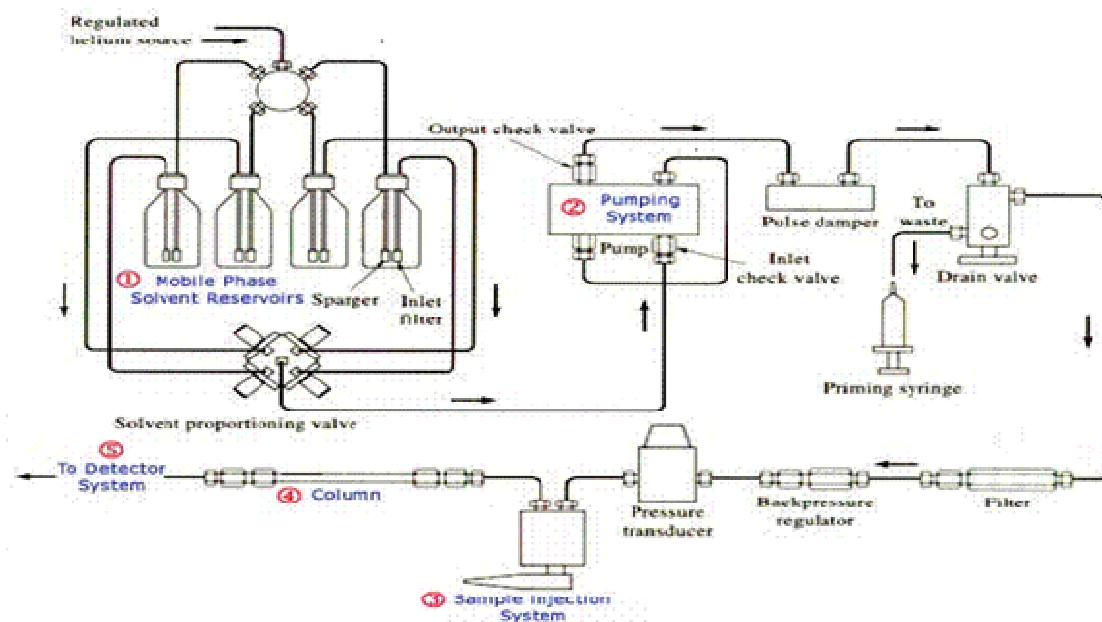 Regulated
helium source
Output check valve
② Pumping
System
Pump
Inlet
check valve
Pulse damper
To
waste
Drain valve
Priming syringe
① Mobile Phase
Solvent Reservoirs
Sparger
Inlet
filter
Solvent proportioning valve
⑤
To Detector
System
④ Column
Pressure
transducer
Backpressure
regulator
Filter
③ Sample Injection
System